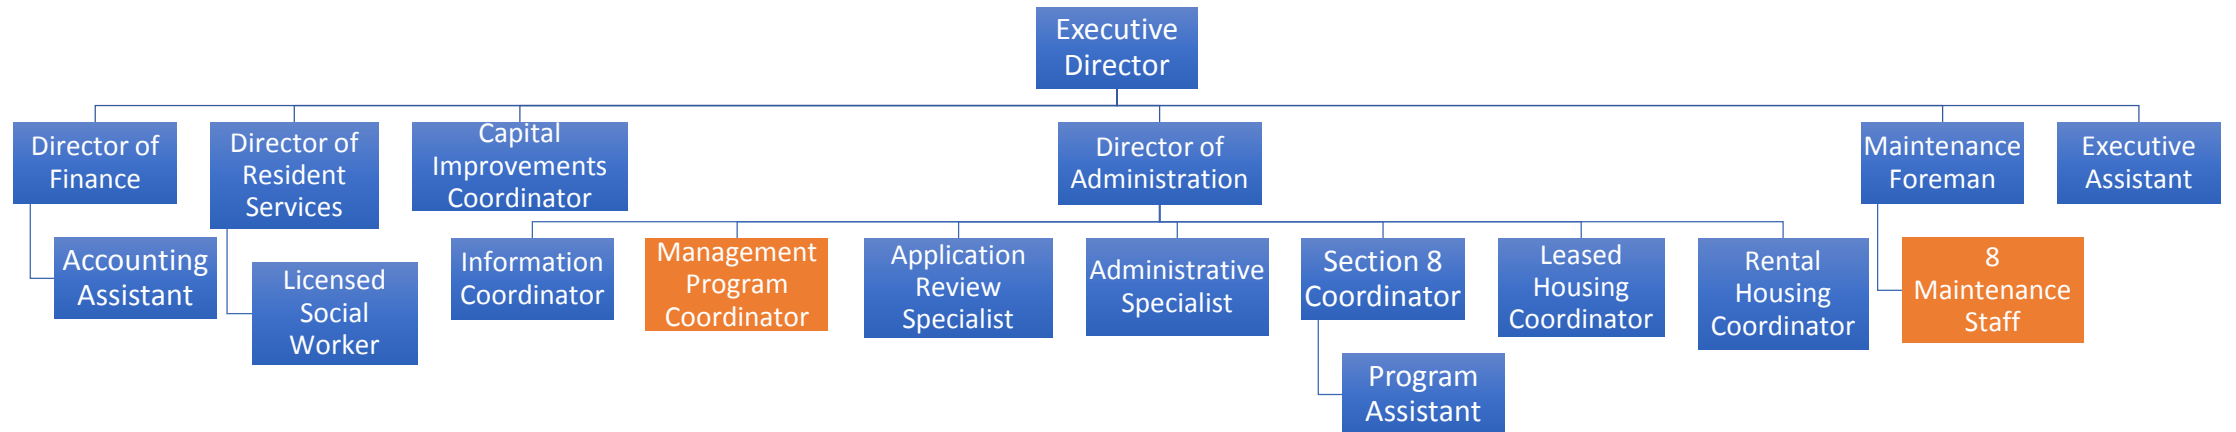 Executive
Director
Director of
Finance
Director of
Resident
Services
Capital
Improvements
Coordinator
Director of
Administration
Maintenance
Foreman
Executive
Assistant
Accounting
Assistant
Licensed
Social
Worker
Information
Coordinator
Management
Program
Coordinator
Application
Review
Specialist
Administrative
Specialist
Section 8
Coordinator
Leased
Housing
Coordinator
Rental
Housing
Coordinator
8
Maintenance
Staff
Program
Assistant